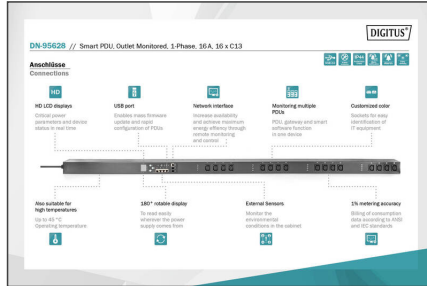 DIGITUS®
DN-95628 // Smart PDU, Outlet Monitored, 1-Phase, 16 A, 16 x C13
Anschlüsse
Connections
HD
HD LCD displays
Critical power
parameters and device
status in real time
USB port
Enables mass firmware
update and rapid
configuration of PDUs
Network interface
Increase availability
and achieve maximum
energy efficacy through
remote monitoring
and control
Monitoring multiple
PDUs
PDU, gateway and smart
software function
in one device
Customized color
Sockets for easy
identification of
IT equipment
Also suitable for
high temperatures
Up to 45 °C
Operating temperature
180° rotable display
To read easily
wherever the power
supply comes from
External Sensors
Monitor the
environmental
conditions in the cabinet
1% metering accuracy
Billing of consumption
data according to ANSI
and IEC standards